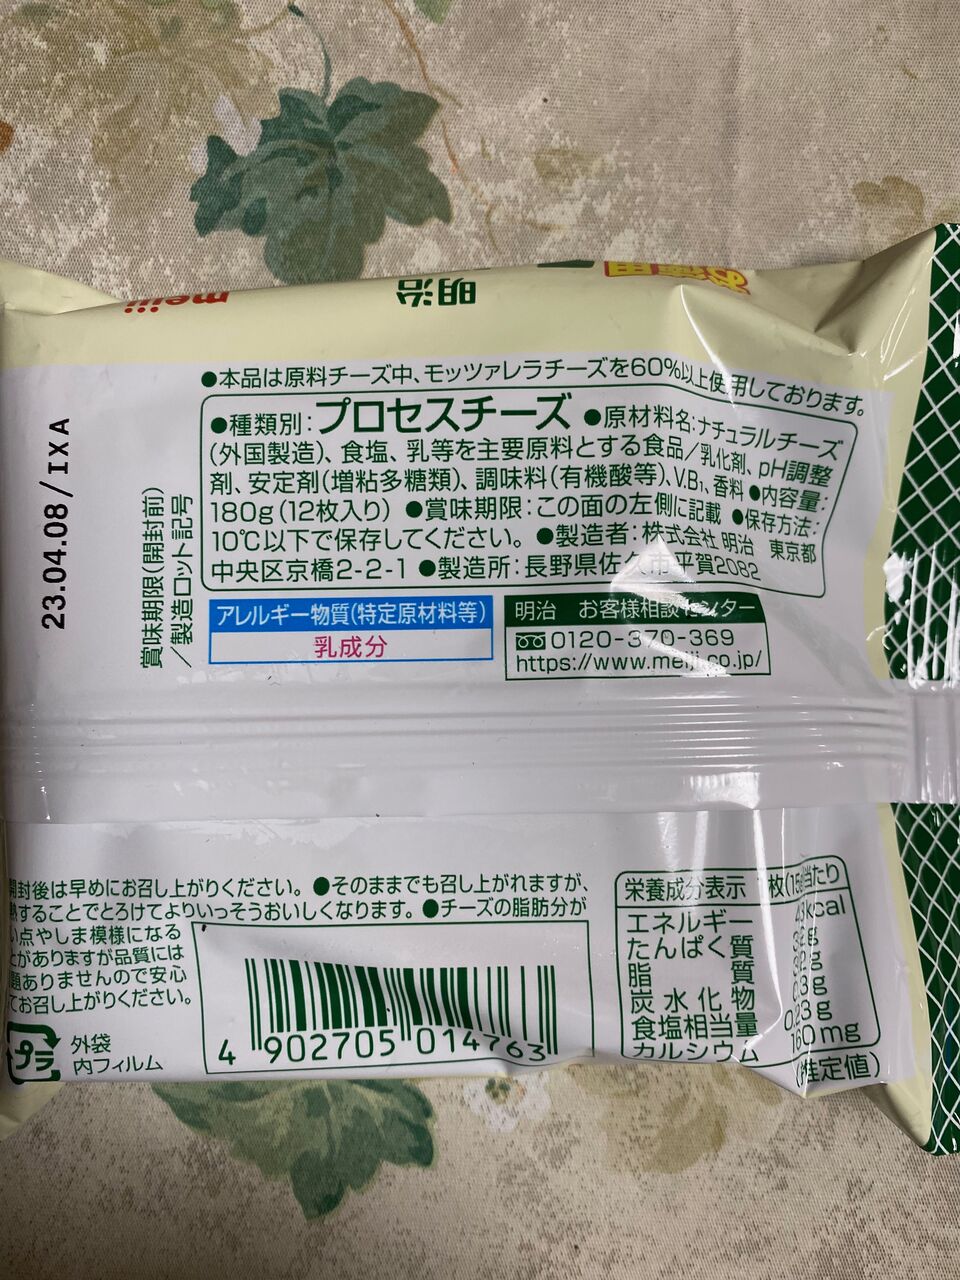 meiji
明治
お徳用
●本品は原料チーズ中、モッツァレラチーズを60%以上使用しております。
●種類別:プロセスチーズ ●原材料名:ナチュラルチーズ
(外国製造)、食塩、乳等を主要原料とする食品/乳化剤、pH調整
剤、安定剤(増粘多糖類)、調味料(有機酸等)、V.B₁、香料 ●内容量:
180g(12枚入り) ●賞味期限:この面の左側に記載 ●保存方法:
10℃以下で保存してください。 ●製造者:株式会社 明治 東京都
中央区京橋2-2-1 ●製造所:長野県佐久市平賀2082
23.04.08/IXA
賞味期限(開封前)
/製造ロット記号
アレルギー物質(特定原材料等)
乳成分
明治 お客様相談センター
0120-370-369
https://www.meiji.co.jp/
開封後は早めにお召し上がりください。 ●そのままでも召し上がれますが、
熱することでとろけてよりいっそうおいしくなります。 ●チーズの脂肪分が
い点やしま模様になる
とがありますが品質には
題ありませんので安心
てお召し上がりください。
プラ
外袋
内フィルム
4 902705 014763
栄養成分表示 1枚(15g)当たり
エネルギー kcal
たんぱく質 g
脂質 g
炭水化物 g
食塩相当量 g
カルシウム 160mg
(推定値)